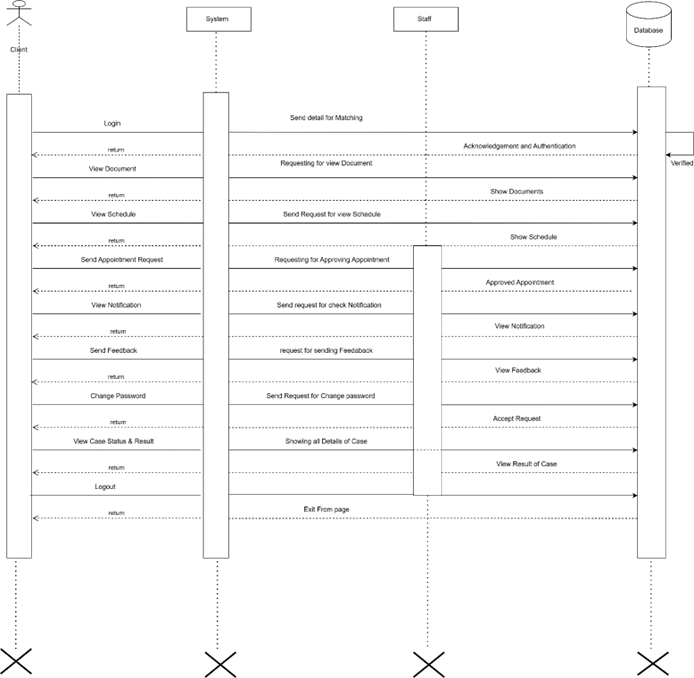 System
Staff
Database
Client
Send detail for Matching
Login
return
Acknowledgement and Authentication
Verified
View Document
Requesting for view Document
return
Show Documents
View Schedule
Send Request for view Schedule
return
Show Schedule
Send Appointment Request
Requesting for Approving Appointment
return
Approved Appointment
View Notification
Send request for check Notification
return
View Notification
Send Feedback
request for sending Feedaback
return
View Feedback
Change Password
Send Request for Change password
return
Accept Request
View Case Status & Result
Showing all Details of Case
return
View Result of Case
Logout
return
Exit From page